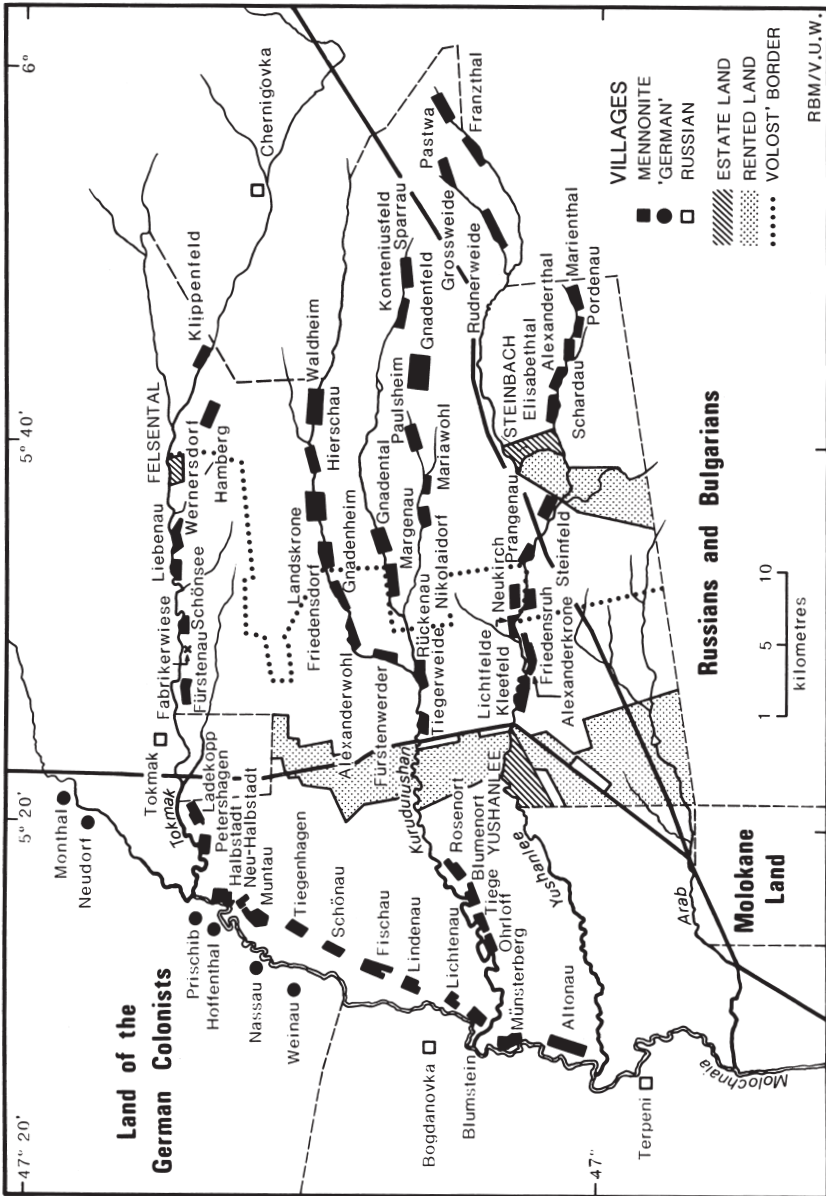 47° 20'
5° 20'
5° 40'
6°
Land of the
German Colonists
Monthal
Neudorf
Prischib
Hoffenthal
Nassau
Weinau
Tokmak
Tokmak
Ladekopp
Petershagen
Halbstadt
Neu-Halbstadt
Muntau
Tiegenhagen
Schönau
Fischau
Lindenau
Lichtenau
Blumstein
Bogdanovka
Münsterberg
Altonau
Terpeni
Molochnaia
Fabrikerwiese
Fürstenau
Schönsee
Liebenau
Wernersdorf
FELSENTAL
Hamberg
Klippenfeld
Chernigovka
Landskrone
Friedensdorf
Gnadenheim
Hierschau
Waldheim
Alexanderwohl
Fürstenwerder
Gnadental
Margenau
Nikolaidorf
Paulsheim
Mariawohl
Konteniusfeld
Sparrau
Gnadenfeld
Rückenau
Tiegerweide
Kurudujushan
Rosenort
Blumenort
Tiege
Ohrloff
YUSHANLEE
Yushanlee
Lichtfelde
Kleefeld
Neukirch
Prangenau
Friedensruh
Alexanderkrone
Steinfeld
STEINBACH
Elisabethtal
Alexanderthal
Schardau
Marienthal
Pordenau
Rudnerweide
Grossweide
Pastwa
Franzthal
47°
Arab
Molokane
Land
Russians and Bulgarians
1 5 10
kilometres
VILLAGES
MENNONITE
'GERMAN'
RUSSIAN
ESTATE LAND
RENTED LAND
VOLOST' BORDER
RBM/V.U.W.